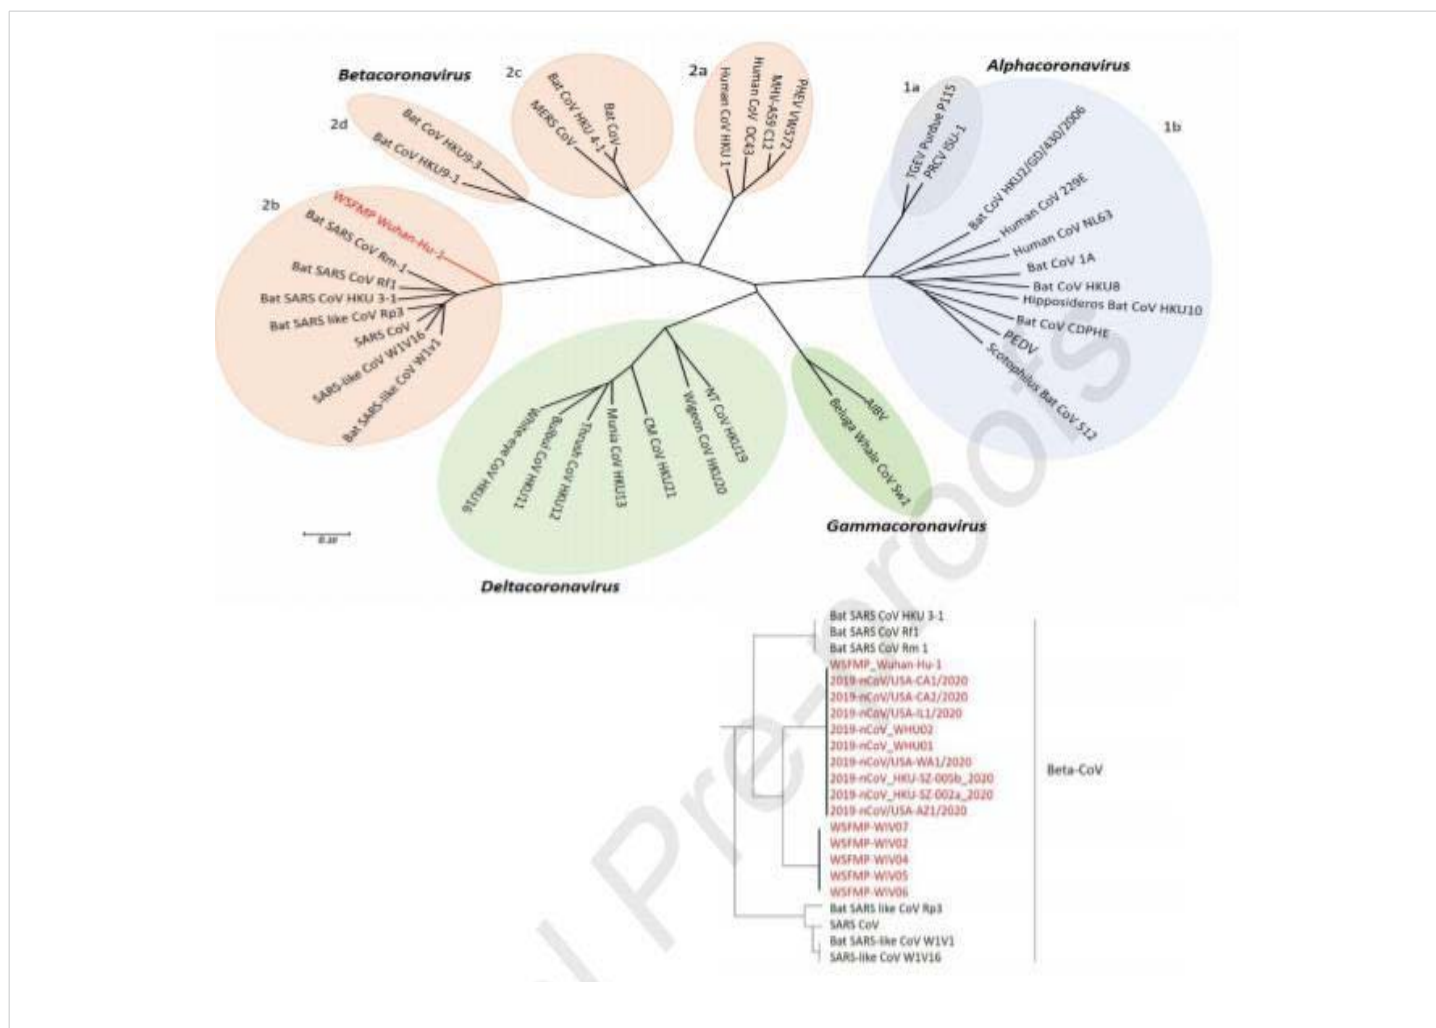 Betacoronavirus
2d
Bat CoV HKU9-3
Bat CoV HKU9-1
2c
MERS CoV
Bat CoV HKU 4-1
Bat CoV
2a
Human CoV HKU 1
Human CoV OC43
MHV-A59 C12
PHEV VW572
Alphacoronavirus
1a
TGEV Purdue P115
PRCV ISU-1
1b
Bat CoV HKU2/GD/430/2006
Human CoV 229E
Human CoV NL63
Bat CoV 1A
Bat CoV HKU8
Hipposideros Bat CoV HKU10
Bat CoV CDPHE
PEDV
Scotophilus Bat CoV 512
2b
WSFMP Wuhan-Hu-1
Bat SARS CoV Rm-1
Bat SARS CoV Rf1
Bat SARS CoV HKU 3-1
Bat SARS like CoV Rp3
SARS CoV
SARS-like CoV W1V16
Bat SARS-like CoV W1v1
White-eye CoV HKU16
Bulbul CoV HKU11
Thrush CoV HKU12
Munia CoV HKU13
CM CoV HKU21
Wigeon CoV HKU20
NT CoV HKU19
Deltacoronavirus
AIBV
Beluga Whale CoV Sw1
Gammacoronavirus
Bat SARS CoV HKU 3-1
Bat SARS CoV Rf1
Bat SARS CoV Rm 1
WSFMP_Wuhan-Hu-1
2019-nCoV/USA-CA1/2020
2019-nCoV/USA-CA2/2020
2019-nCoV/USA-IL1/2020
2019-nCoV_WHU02
2019-nCoV_WHU01
2019-nCoV/USA-WA1/2020
2019-nCoV_HKU-SZ-005b_2020
2019-nCoV_HKU-SZ-002a_2020
2019-nCoV/USA-AZ1/2020
WSFMP-WIV07
WSFMP-WIV02
WSFMP-WIV04
WSFMP-WIV05
WSFMP-WIV06
Bat SARS like CoV Rp3
SARS CoV
Bat SARS-like CoV W1V1
SARS-like CoV W1V16
Beta-CoV
Pre-proofs